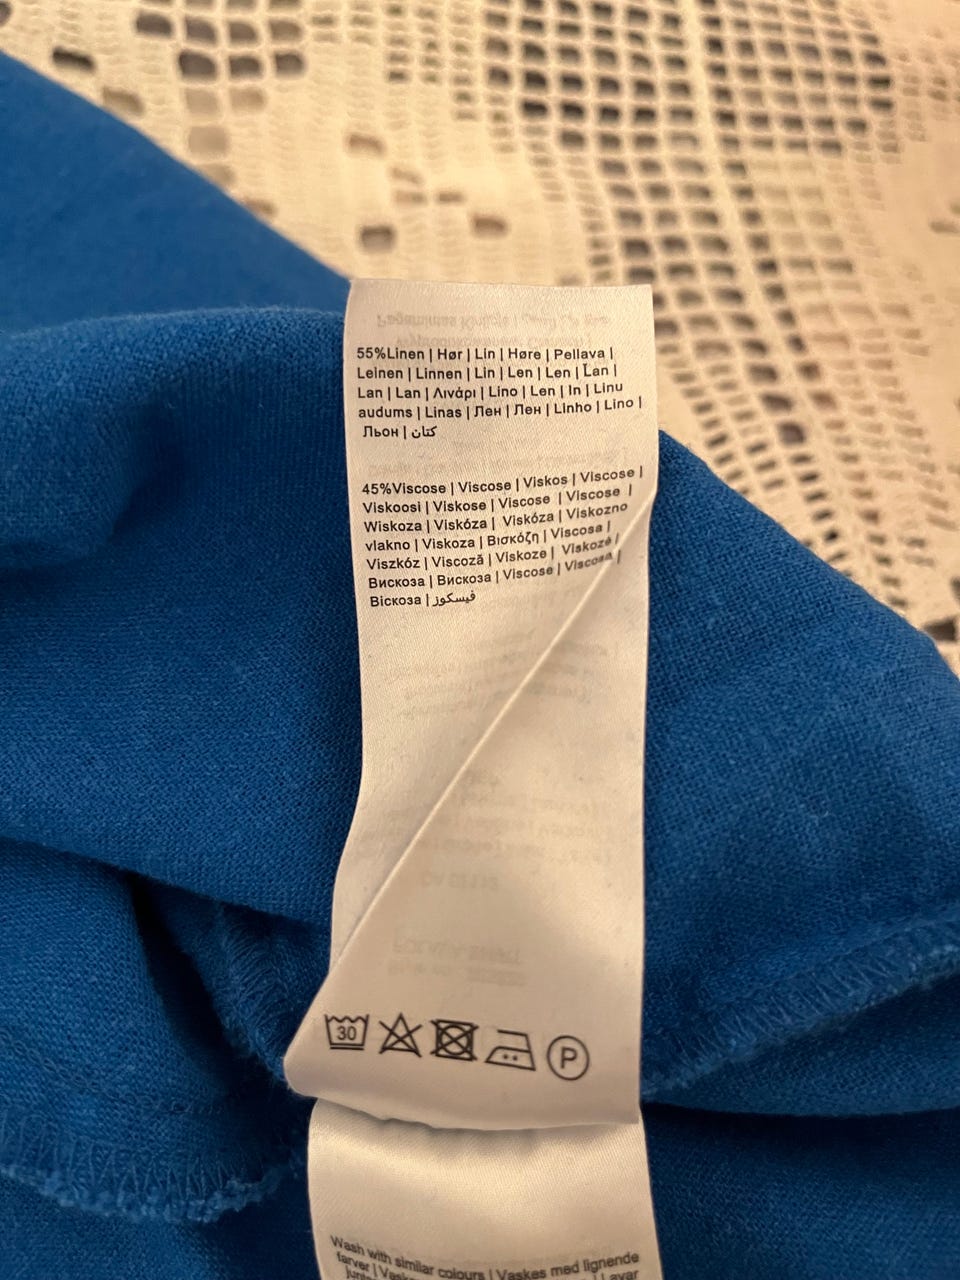 55%Linen | Hør | Lin | Høre | Pellava |
Leinen | Linnen | Lin | Len | Len | Ľan |
Lan | Lan | Λινάρι | Lino | Len | In | Linu
audums | Linas | Лен | Лен | Linho | Lino |
Льон | كتان
45%Viscose | Viscose | Viskos | Viscose |
Viskoosi | Viskose | Viscose | Viscose |
Wiskoza | Viskóza | Viskóza | Viskozno
vlakno | Viskoza | Βισκόζη | Viscosa |
Viszkóz | Viscoză | Viskoze | Viskozė |
Вискоза | Вискоза | Viscose | Viscosa |
Віскоза | فيسكوز
30
P
Wash with similar colours | Vaskes med lignende
farver | Lavar